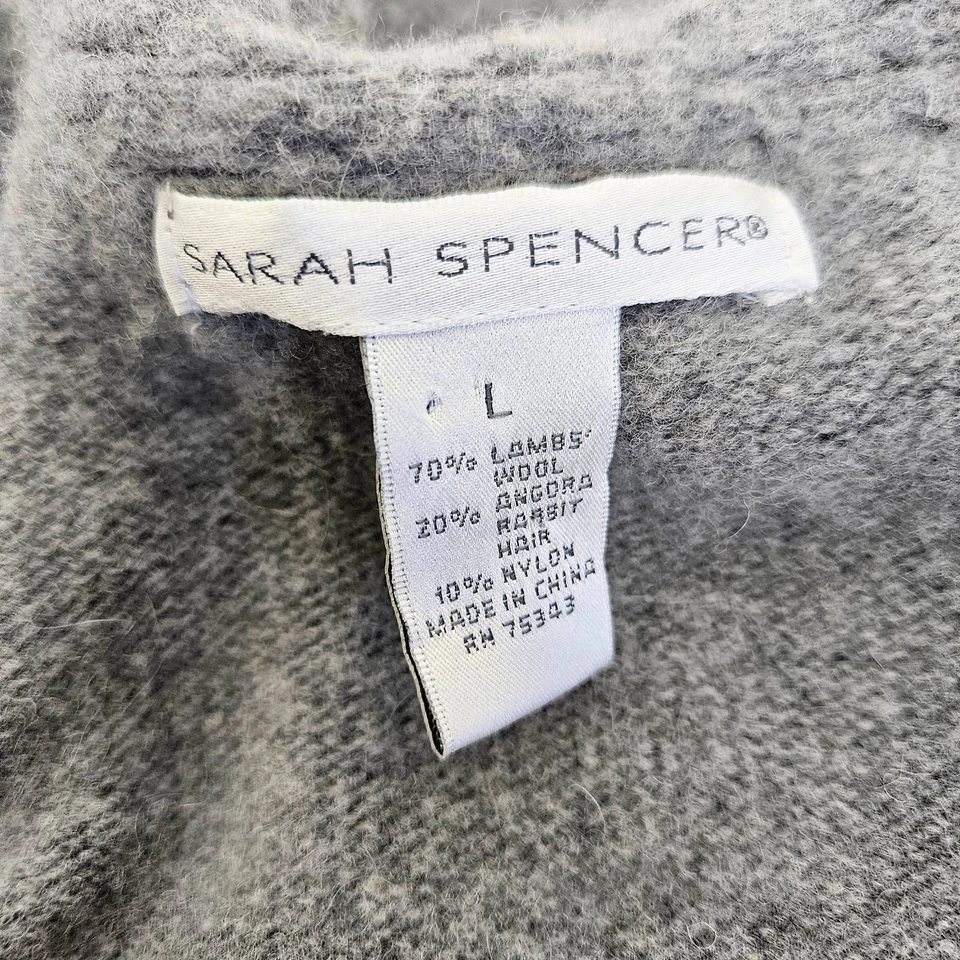 SARAH SPENCER®
L
70% LAMBS'
WOOL
ANGORA
20% RABBIT
HAIR
10% NYLON
MADE IN CHINA
RN 75343